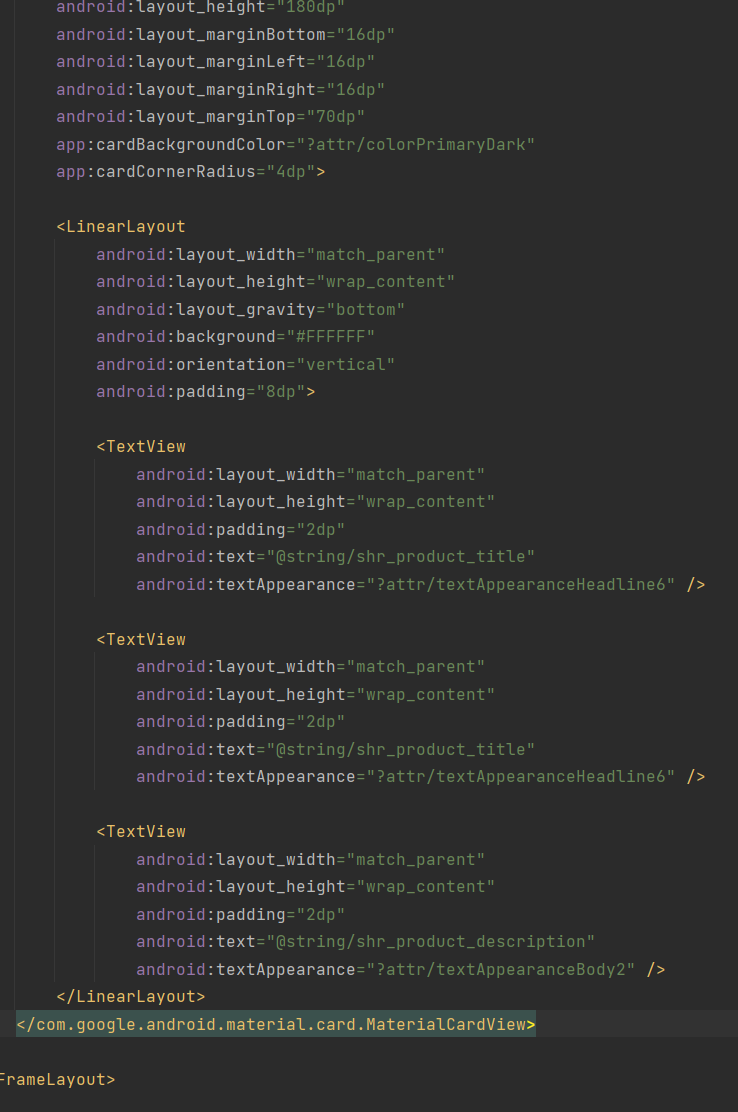 android:layout_height="180dp"
android:layout_marginBottom="16dp"
android:layout_marginLeft="16dp"
android:layout_marginRight="16dp"
android:layout_marginTop="70dp"
app:cardBackgroundColor="?attr/colorPrimaryDark"
app:cardCornerRadius="4dp">
<LinearLayout
android:layout_width="match_parent"
android:layout_height="wrap_content"
android:layout_gravity="bottom"
android:background="#FFFFFF"
android:orientation="vertical"
android:padding="8dp">
<TextView
android:layout_width="match_parent"
android:layout_height="wrap_content"
android:padding="2dp"
android:text="@string/shr_product_title"
android:textAppearance="?attr/textAppearanceHeadline6" />
<TextView
android:layout_width="match_parent"
android:layout_height="wrap_content"
android:padding="2dp"
android:text="@string/shr_product_title"
android:textAppearance="?attr/textAppearanceHeadline6" />
<TextView
android:layout_width="match_parent"
android:layout_height="wrap_content"
android:padding="2dp"
android:text="@string/shr_product_description"
android:textAppearance="?attr/textAppearanceBody2" />
</LinearLayout>
</com.google.android.material.card.MaterialCardView>
FrameLayout>